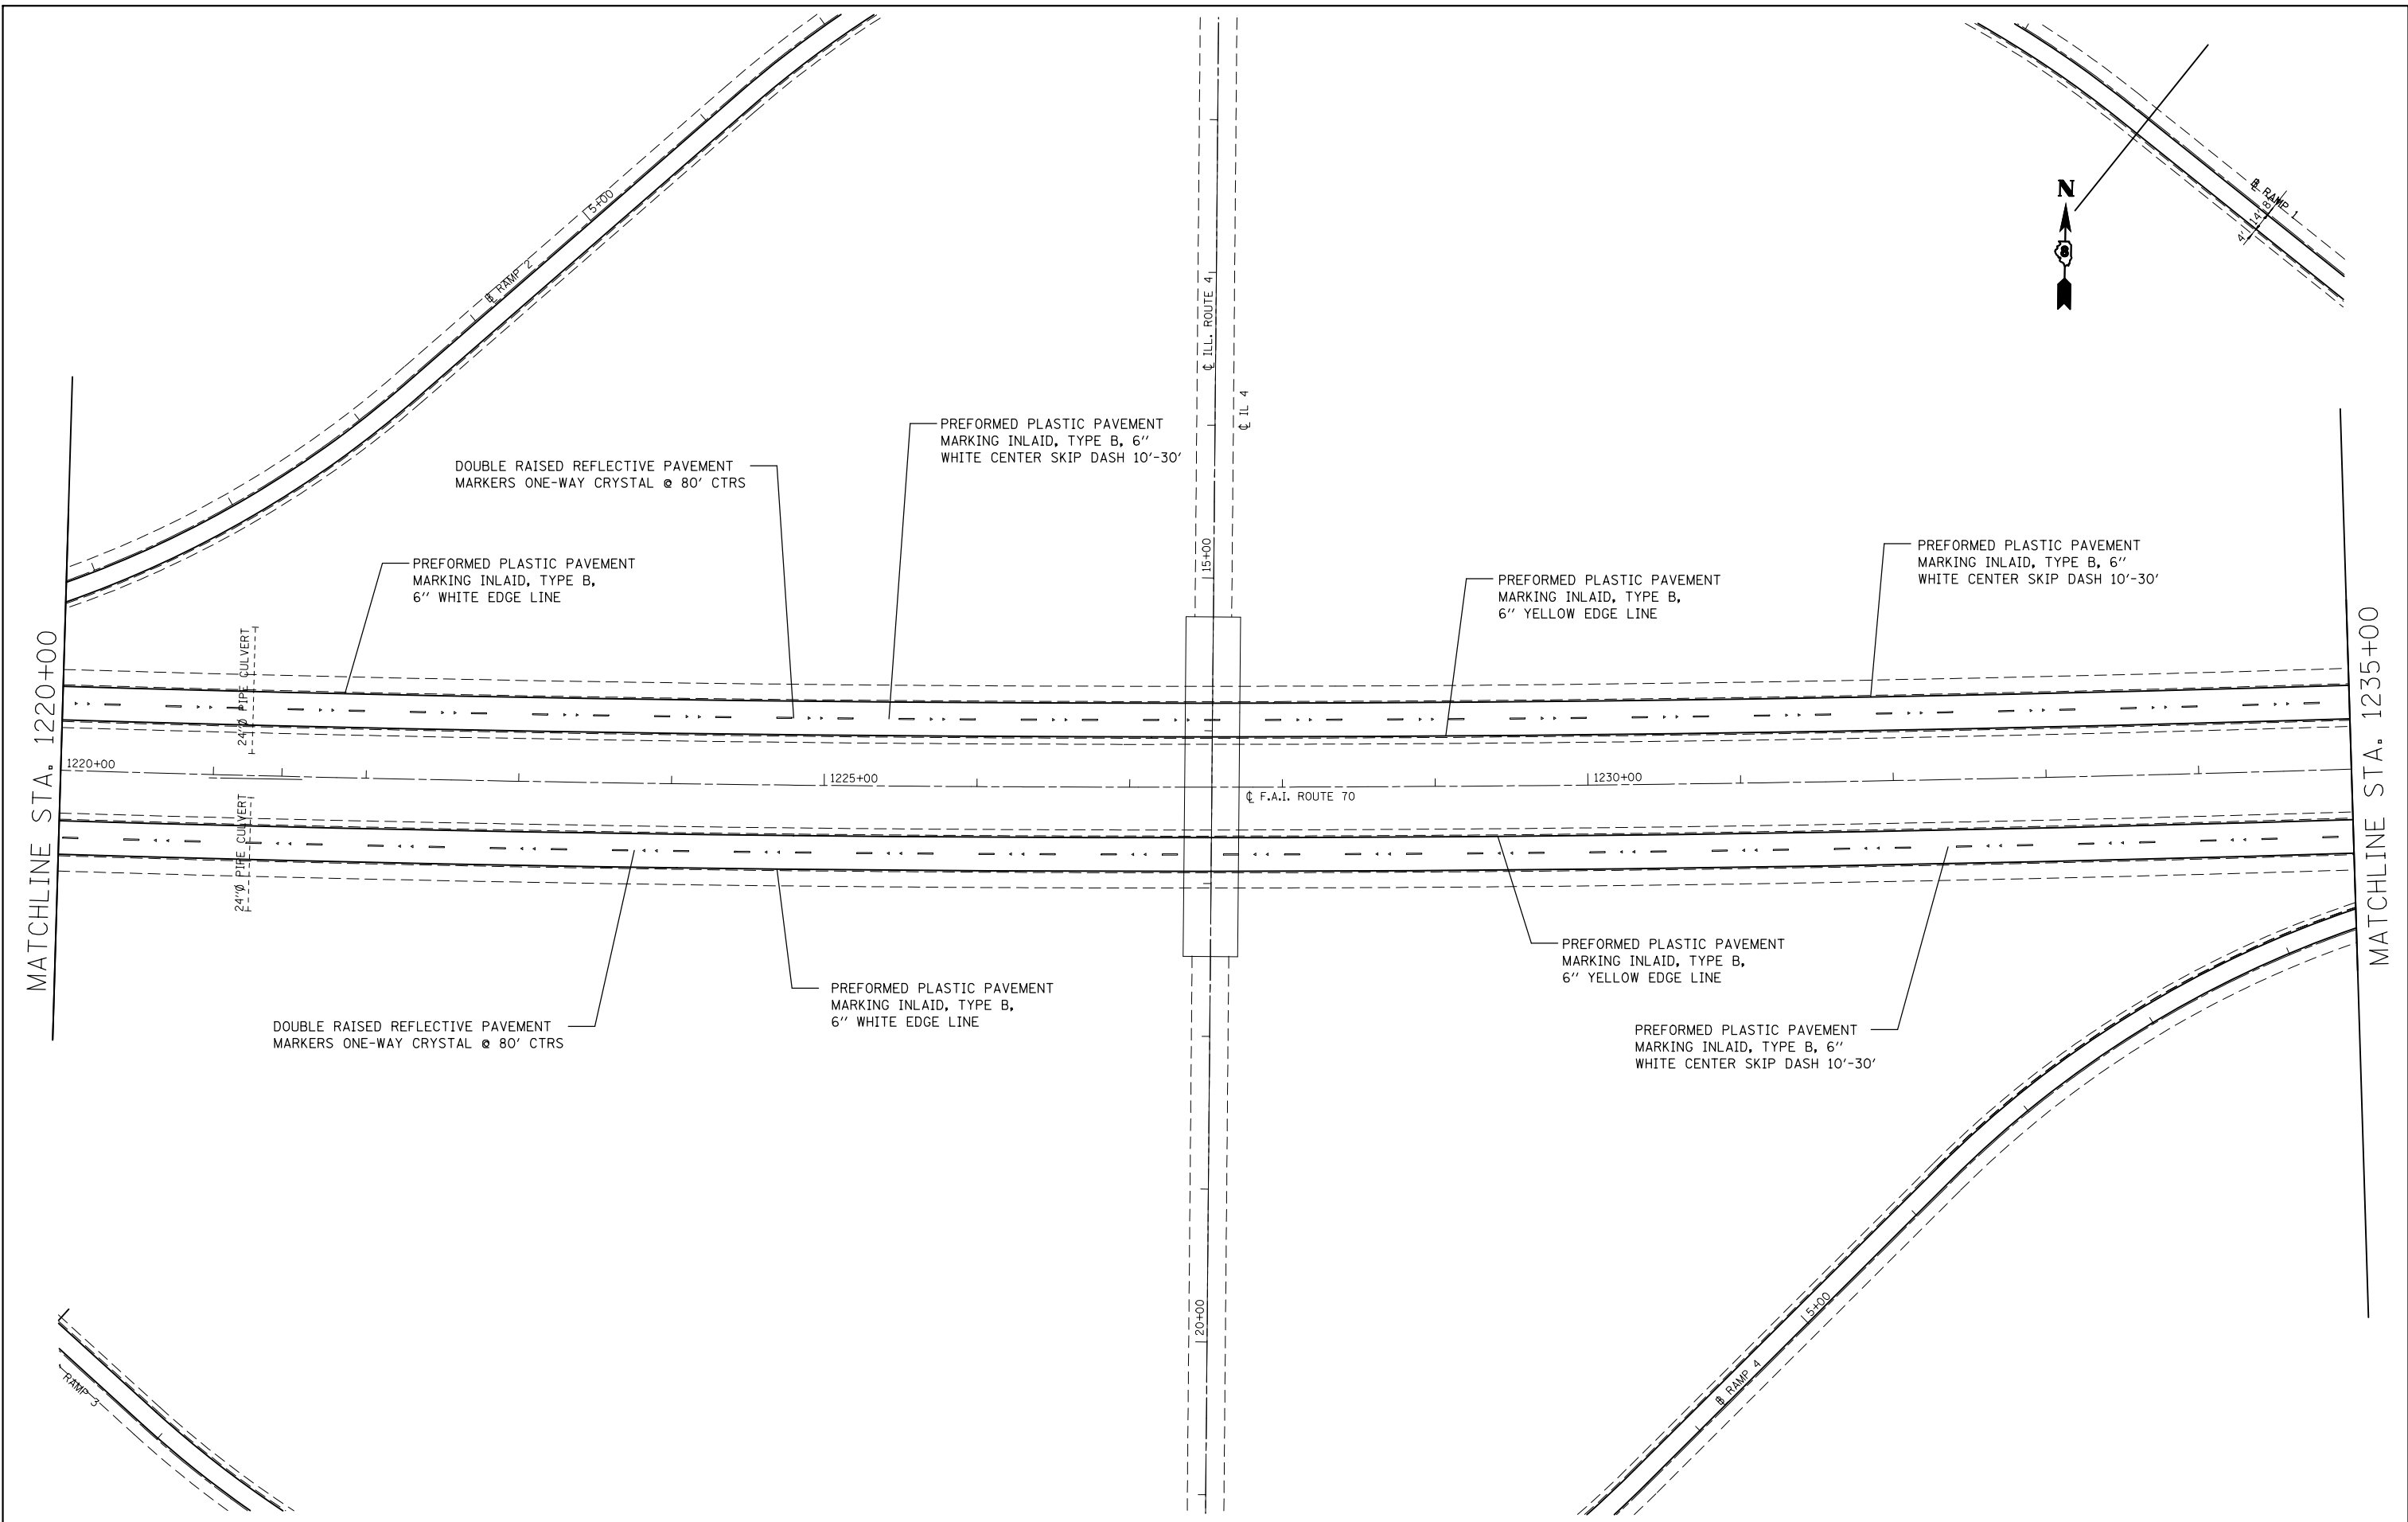 N
8
℄ RAMP 1
4' 14' 8'
5+00
℄ RAMP 2
℄ ILL. ROUTE 4
℄ IL 4
PREFORMED PLASTIC PAVEMENT
MARKING INLAID, TYPE B, 6''
WHITE CENTER SKIP DASH 10'-30'
DOUBLE RAISED REFLECTIVE PAVEMENT
MARKERS ONE-WAY CRYSTAL @ 80' CTRS
PREFORMED PLASTIC PAVEMENT
MARKING INLAID, TYPE B,
6'' WHITE EDGE LINE
15+00
PREFORMED PLASTIC PAVEMENT
MARKING INLAID, TYPE B,
6'' YELLOW EDGE LINE
PREFORMED PLASTIC PAVEMENT
MARKING INLAID, TYPE B, 6''
WHITE CENTER SKIP DASH 10'-30'
MATCHLINE STA. 1220+00
24''Ø PIPE CULVERT
MATCHLINE STA. 1235+00
1220+00
1225+00
1230+00
℄ F.A.I. ROUTE 70
24''Ø PIPE CULVERT
PREFORMED PLASTIC PAVEMENT
MARKING INLAID, TYPE B,
6'' YELLOW EDGE LINE
PREFORMED PLASTIC PAVEMENT
MARKING INLAID, TYPE B,
6'' WHITE EDGE LINE
DOUBLE RAISED REFLECTIVE PAVEMENT
MARKERS ONE-WAY CRYSTAL @ 80' CTRS
PREFORMED PLASTIC PAVEMENT
MARKING INLAID, TYPE B, 6''
WHITE CENTER SKIP DASH 10'-30'
20+00
5+00
℄ RAMP 4
RAMP 3